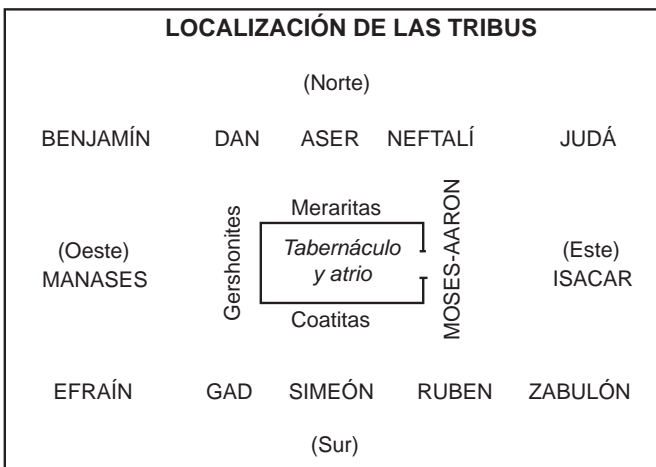 LOCALIZACIÓN DE LAS TRIBUS
(Norte)
BENJAMÍN DAN ASER NEFTALÍ JUDÁ
Meraritas
Gershonites
MOSES-AARON
(Oeste) Tabernáculo (Este)
MANASES y atrio ISACAR
Coatitas
EFRAÍN GAD SIMEÓN RUBEN ZABULÓN
(Sur)